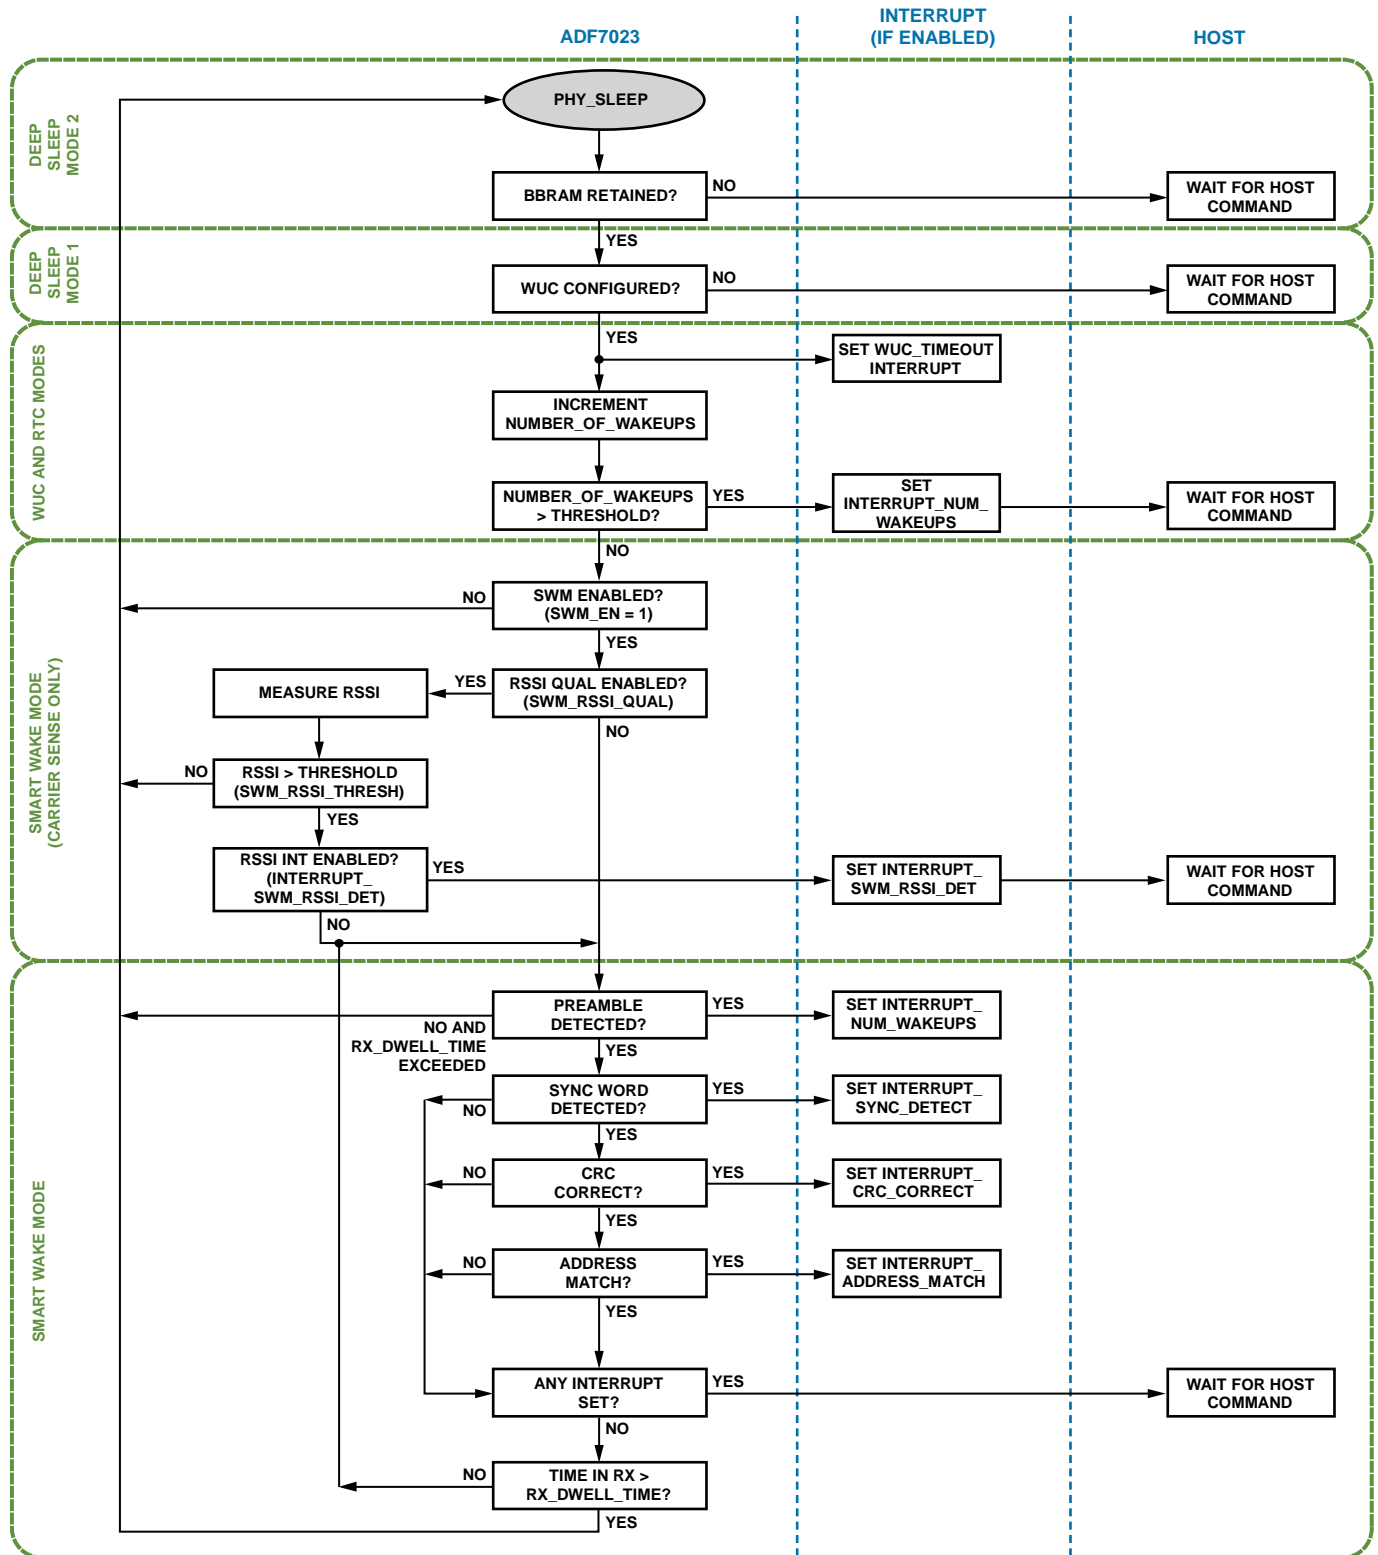 INTERRUPT
(IF ENABLED)
ADF7023
HOST
DEEP
SLEEP
MODE 2
PHY_SLEEP
BBRAM RETAINED?
NO
WAIT FOR HOST
COMMAND
YES
DEEP
SLEEP
MODE 1
WUC CONFIGURED?
NO
WAIT FOR HOST
COMMAND
YES
WUC AND RTC MODES
SET WUC_TIMEOUT
INTERRUPT
INCREMENT
NUMBER_OF_WAKEUPS
NUMBER_OF_WAKEUPS
> THRESHOLD?
YES
SET
INTERRUPT_NUM_
WAKEUPS
WAIT FOR HOST
COMMAND
NO
SMART WAKE MODE
(CARRIER SENSE ONLY)
NO
SWM ENABLED?
(SWM_EN = 1)
YES
MEASURE RSSI
YES
RSSI QUAL ENABLED?
(SWM_RSSI_QUAL)
NO
NO
RSSI > THRESHOLD
(SWM_RSSI_THRESH)
YES
RSSI INT ENABLED?
(INTERRUPT_
SWM_RSSI_DET)
YES
SET INTERRUPT_
SWM_RSSI_DET
WAIT FOR HOST
COMMAND
NO
SMART WAKE MODE
PREAMBLE
DETECTED?
YES
SET INTERRUPT_
NUM_WAKEUPS
NO AND
RX_DWELL_TIME
EXCEEDED
YES
SYNC WORD
DETECTED?
YES
SET INTERRUPT_
SYNC_DETECT
NO
YES
NO
CRC
CORRECT?
YES
SET INTERRUPT_
CRC_CORRECT
YES
NO
ADDRESS
MATCH?
YES
SET INTERRUPT_
ADDRESS_MATCH
YES
ANY INTERRUPT
SET?
YES
WAIT FOR HOST
COMMAND
NO
NO
TIME IN RX >
RX_DWELL_TIME?
YES